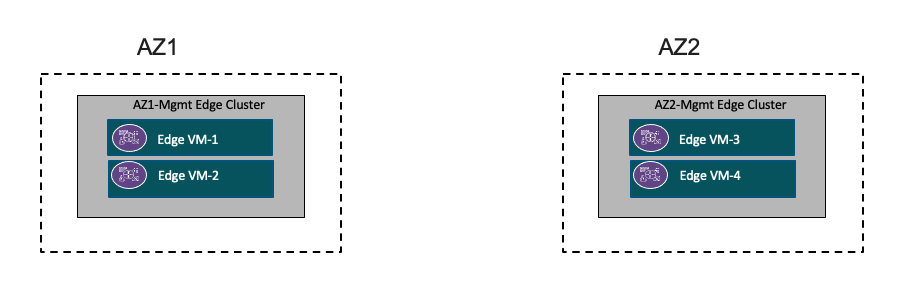 AZ1
AZ2
AZ1-Mgmt Edge Cluster
Edge VM-1
Edge VM-2
AZ2-Mgmt Edge Cluster
Edge VM-3
Edge VM-4